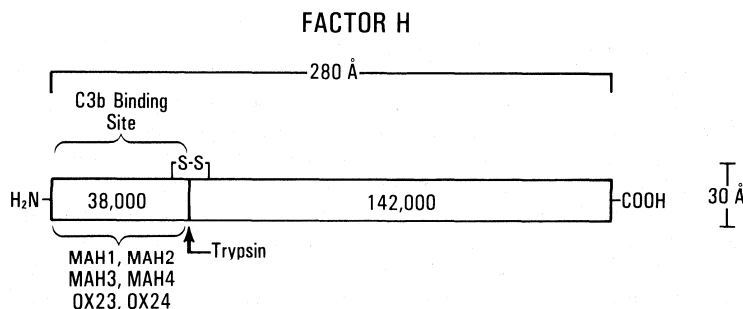 FACTOR H
280 Å
C3b Binding
Site
S-S
H₂N
38,000
142,000
COOH
30 Å
MAH1, MAH2
MAH3, MAH4
OX23, OX24
Trypsin